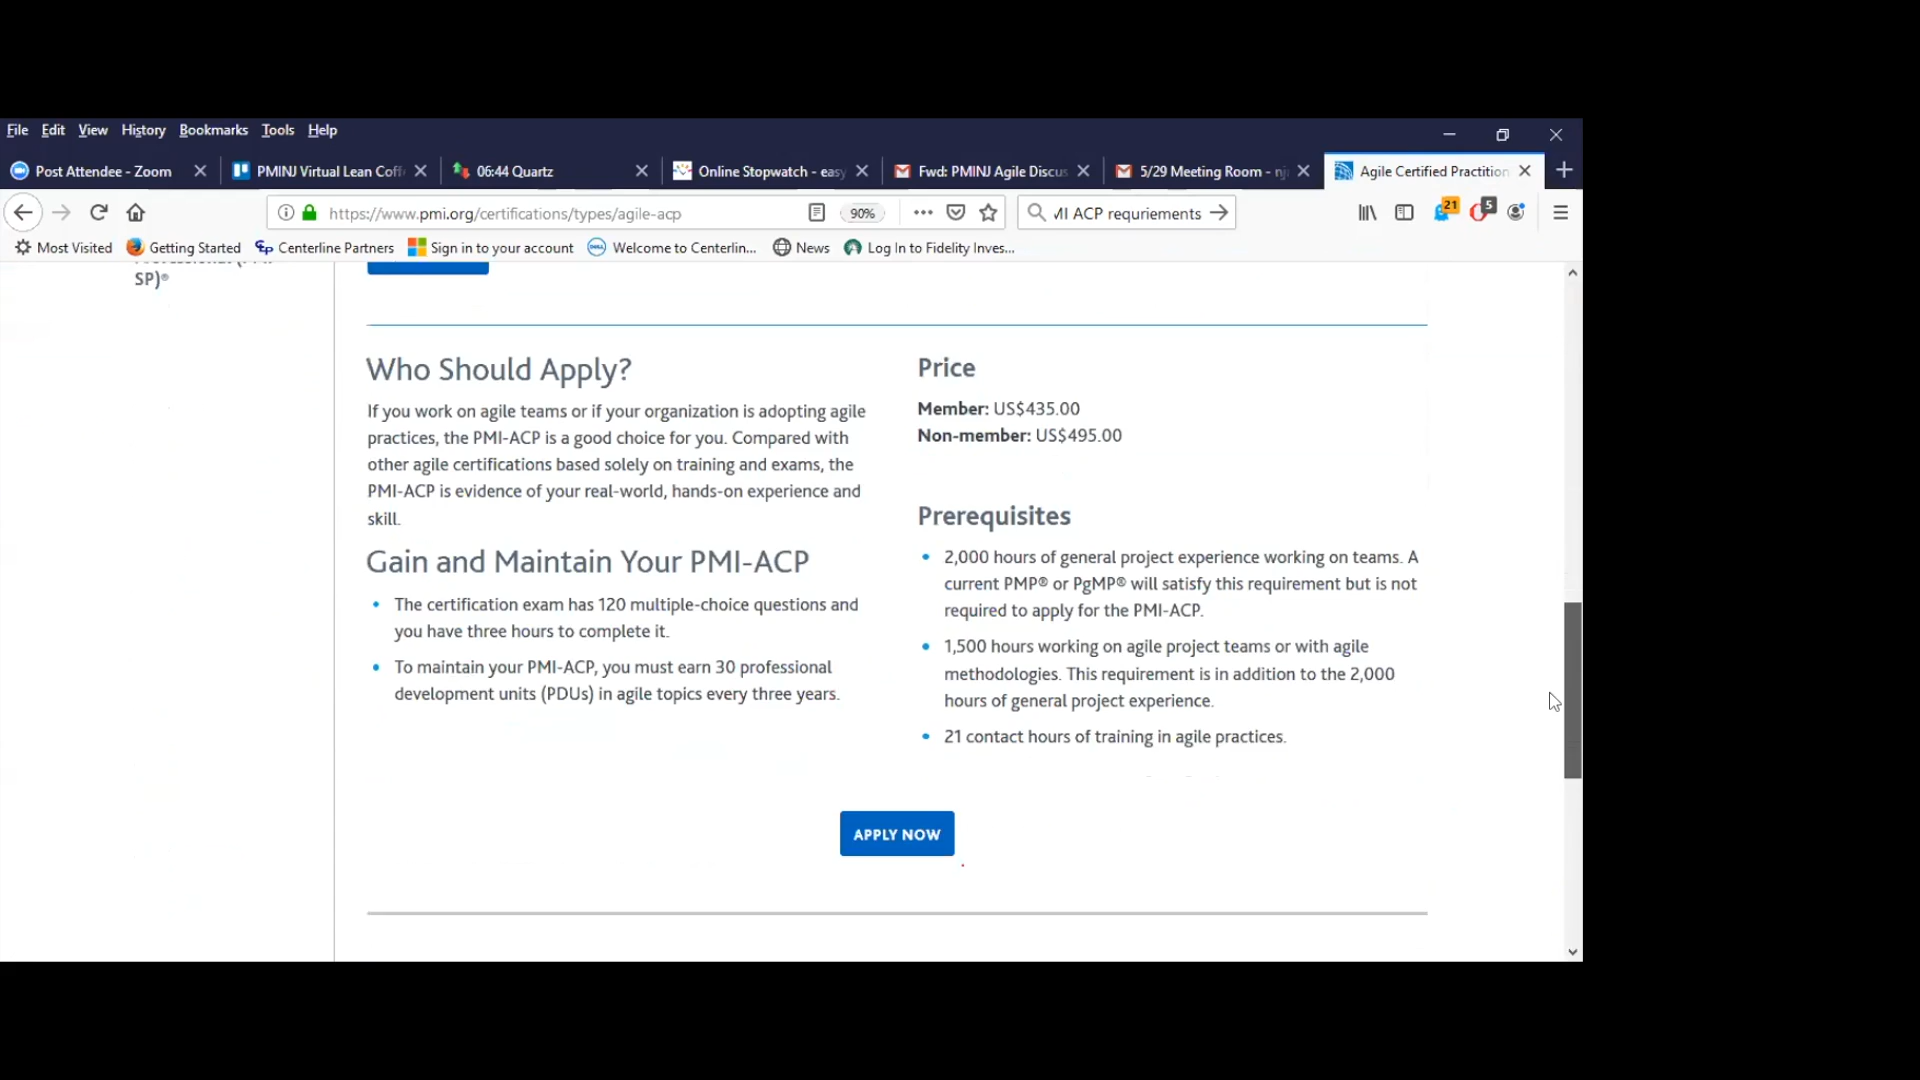 File Edit View History Bookmarks Tools Help
Post Attendee - Zoom PMINJ Virtual Lean Coff 06:44 Quartz Online Stopwatch - easy Fwd: PMINJ Agile Discus 5/29 Meeting Room - nj Agile Certified Practition
https://www.pmi.org/certifications/types/agile-acp 90% MI ACP requriements 21 5
Most Visited Getting Started Centerline Partners Sign in to your account Welcome to Centerlin... News Log In to Fidelity Inves...
SP)®
Who Should Apply?
If you work on agile teams or if your organization is adopting agile
practices, the PMI-ACP is a good choice for you. Compared with
other agile certifications based solely on training and exams, the
PMI-ACP is evidence of your real-world, hands-on experience and
skill.
Gain and Maintain Your PMI-ACP
• The certification exam has 120 multiple-choice questions and
you have three hours to complete it.
• To maintain your PMI-ACP, you must earn 30 professional
development units (PDUs) in agile topics every three years.
Price
Member: US$435.00
Non-member: US$495.00
Prerequisites
• 2,000 hours of general project experience working on teams. A
current PMP® or PgMP® will satisfy this requirement but is not
required to apply for the PMI-ACP.
• 1,500 hours working on agile project teams or with agile
methodologies. This requirement is in addition to the 2,000
hours of general project experience.
• 21 contact hours of training in agile practices.
APPLY NOW